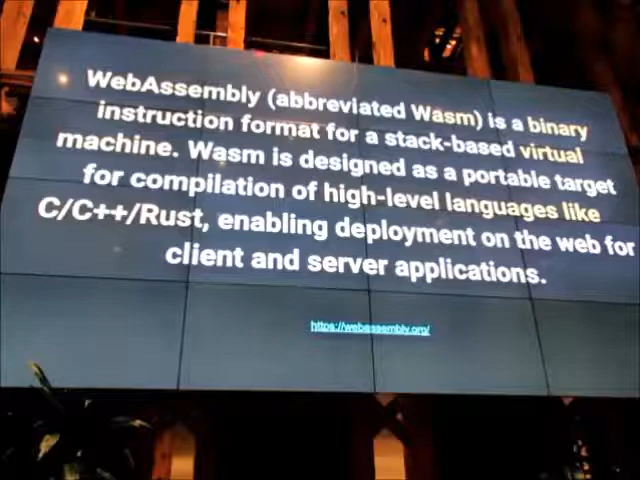 WebAssembly (abbreviated Wasm) is a binary
instruction format for a stack-based virtual
machine. Wasm is designed as a portable target
for compilation of high-level languages like
C/C++/Rust, enabling deployment on the web for
client and server applications.
https://webassembly.org/